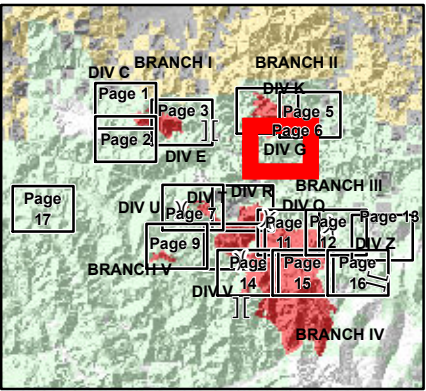 BRANCH I
BRANCH II
DIV C
DIV K
Page 1
Page 3
Page 5
Page 6
Page 2
DIV G
DIV E
BRANCH III
Page 17
DIV R
DIV U
Page 7
DIV O
Page 13
Page 11
Page 12
Page 9
DIV Z
BRANCH V
Page 14
Page 15
Page 16
DIV V
BRANCH IV